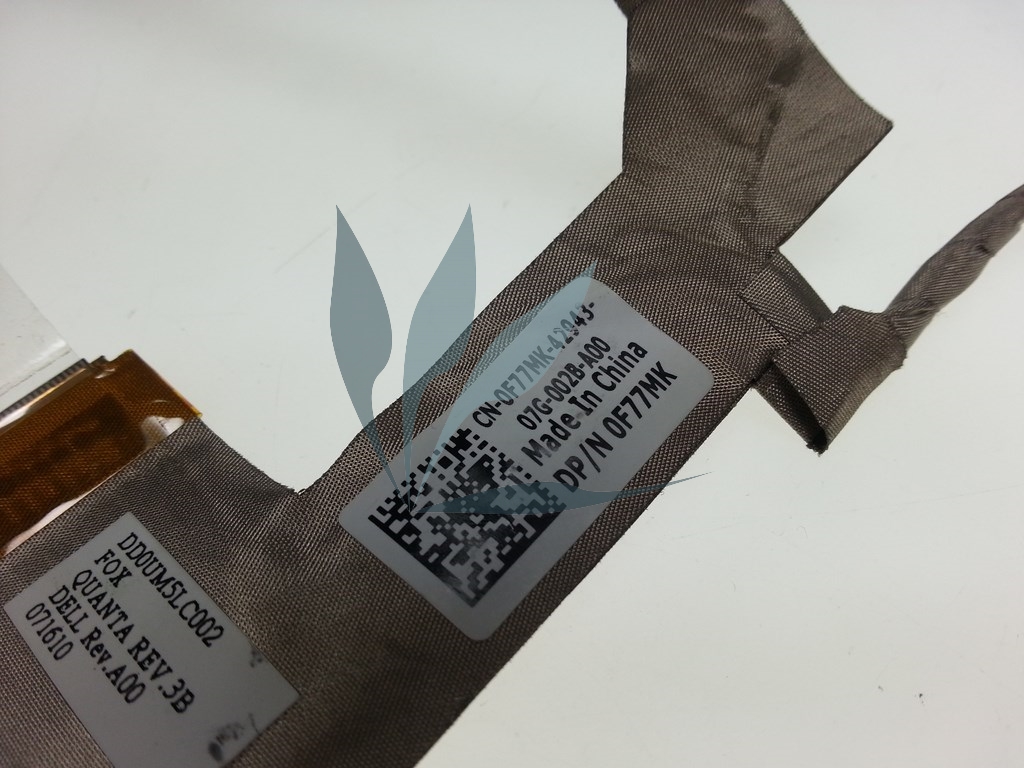 CN-0F77MK-42943-
07G-002B-A00
Made-In China
DP/N 0F77MK
DD0UM5LC002
FOX
QUANTA REV.3B
DELL Rev.A00
071610